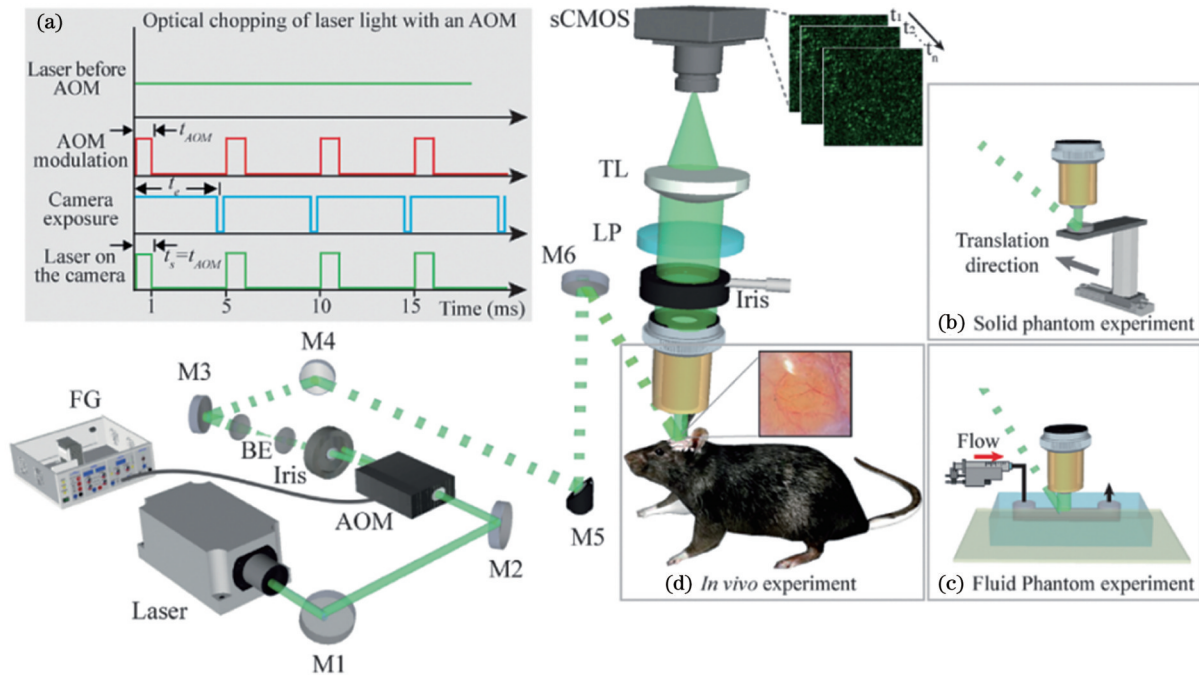 (a) Optical chopping of laser light with an AOM
Laser before
AOM
t_AOM
AOM
modulation
t_e
Camera
exposure
t_s=t_AOM
Laser on
the camera
1
5
10
15
Time (ms)
sCMOS
t1
t2
tn
TL
LP
M6
Iris
Translation
direction
(b) Solid phantom experiment
M4
M3
FG
BE
Iris
AOM
M5
M2
Laser
M1
(d) In vivo experiment
Flow
(c) Fluid Phantom experiment